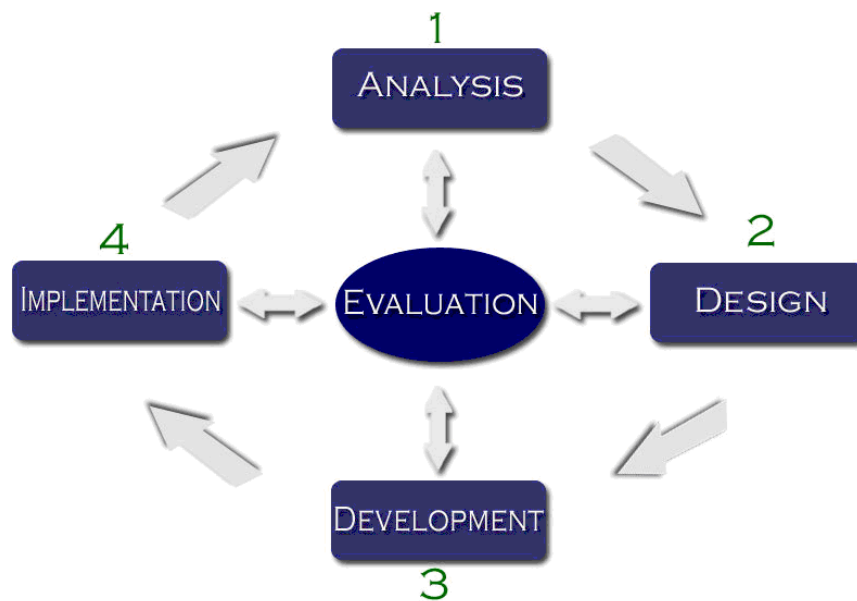 1
ANALYSIS
2
DESIGN
4
IMPLEMENTATION
EVALUATION
DEVELOPMENT
3